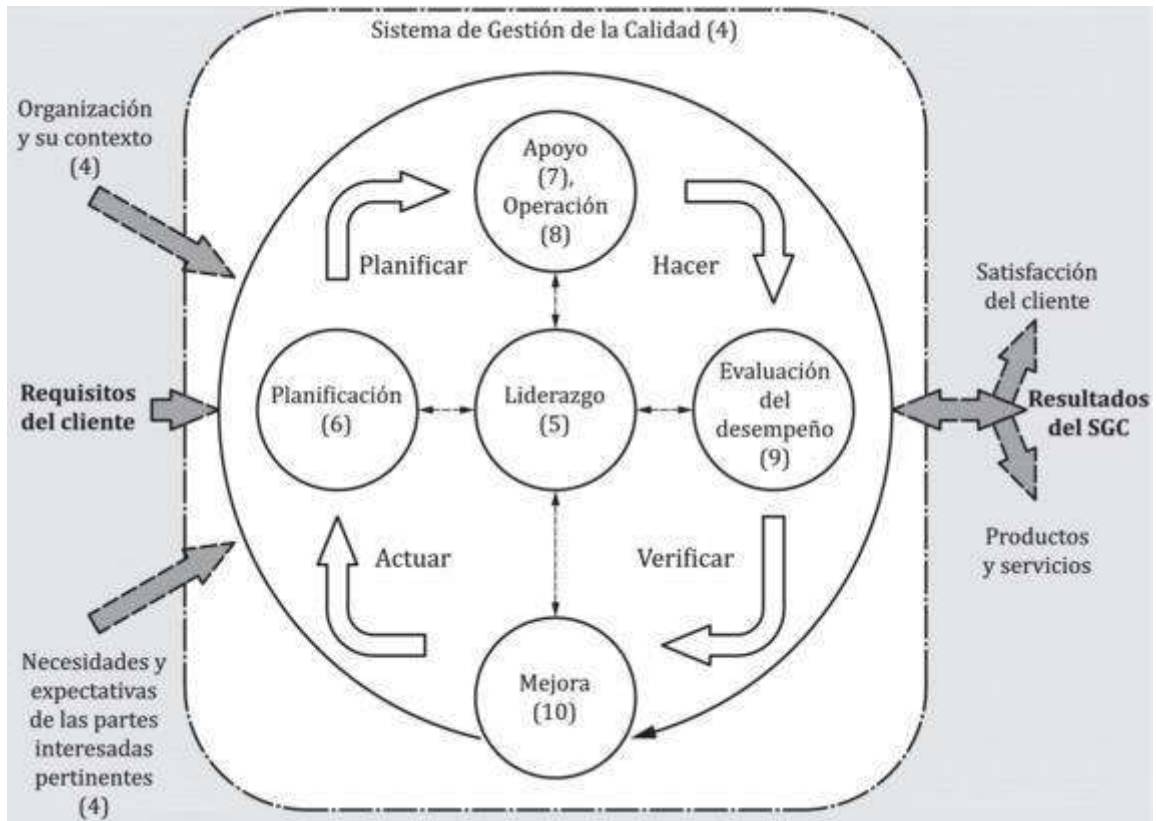 Sistema de Gestión de la Calidad (4)
Organización
y su contexto
(4)
Apoyo
(7),
Operación
(8)
Planificar
Hacer
Satisfacción
del cliente
Requisitos
del cliente
Planificación
(6)
Liderazgo
(5)
Evaluación
del
desempeño
(9)
Resultados
del SGC
Actuar
Verificar
Productos
y servicios
Necesidades y
expectativas
de las partes
interesadas
pertinentes
(4)
Mejora
(10)